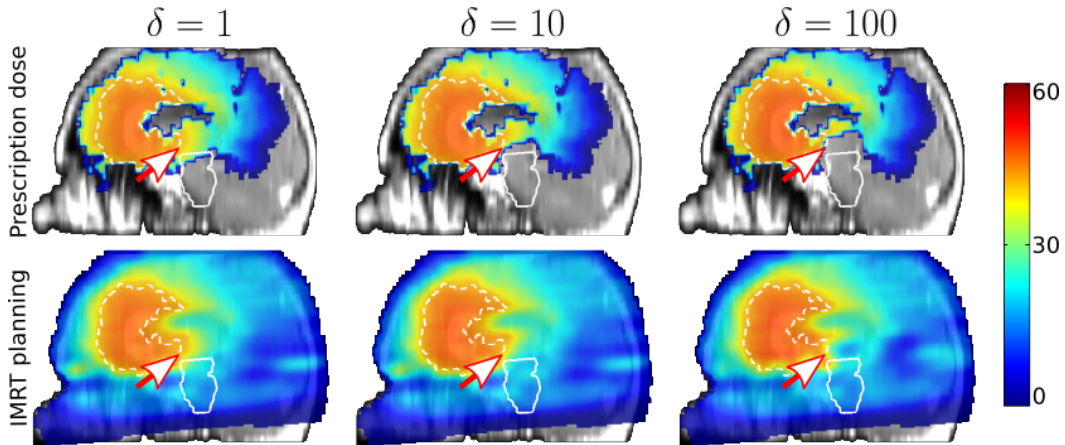 δ = 1
δ = 10
δ = 100
Prescription dose
IMRT planning
60
30
0